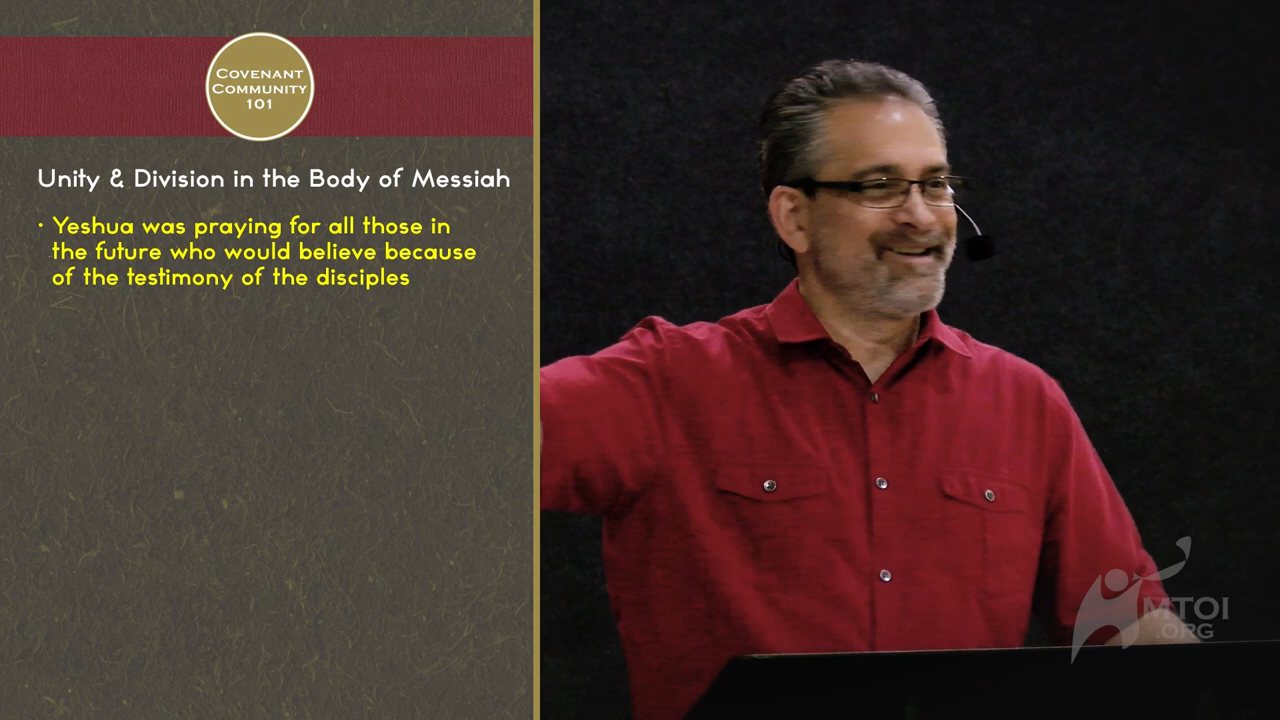 COVENANT
COMMUNITY
101
Unity & Division in the Body of Messiah
• Yeshua was praying for all those in
the future who would believe because
of the testimony of the disciples
MTOI
.ORG